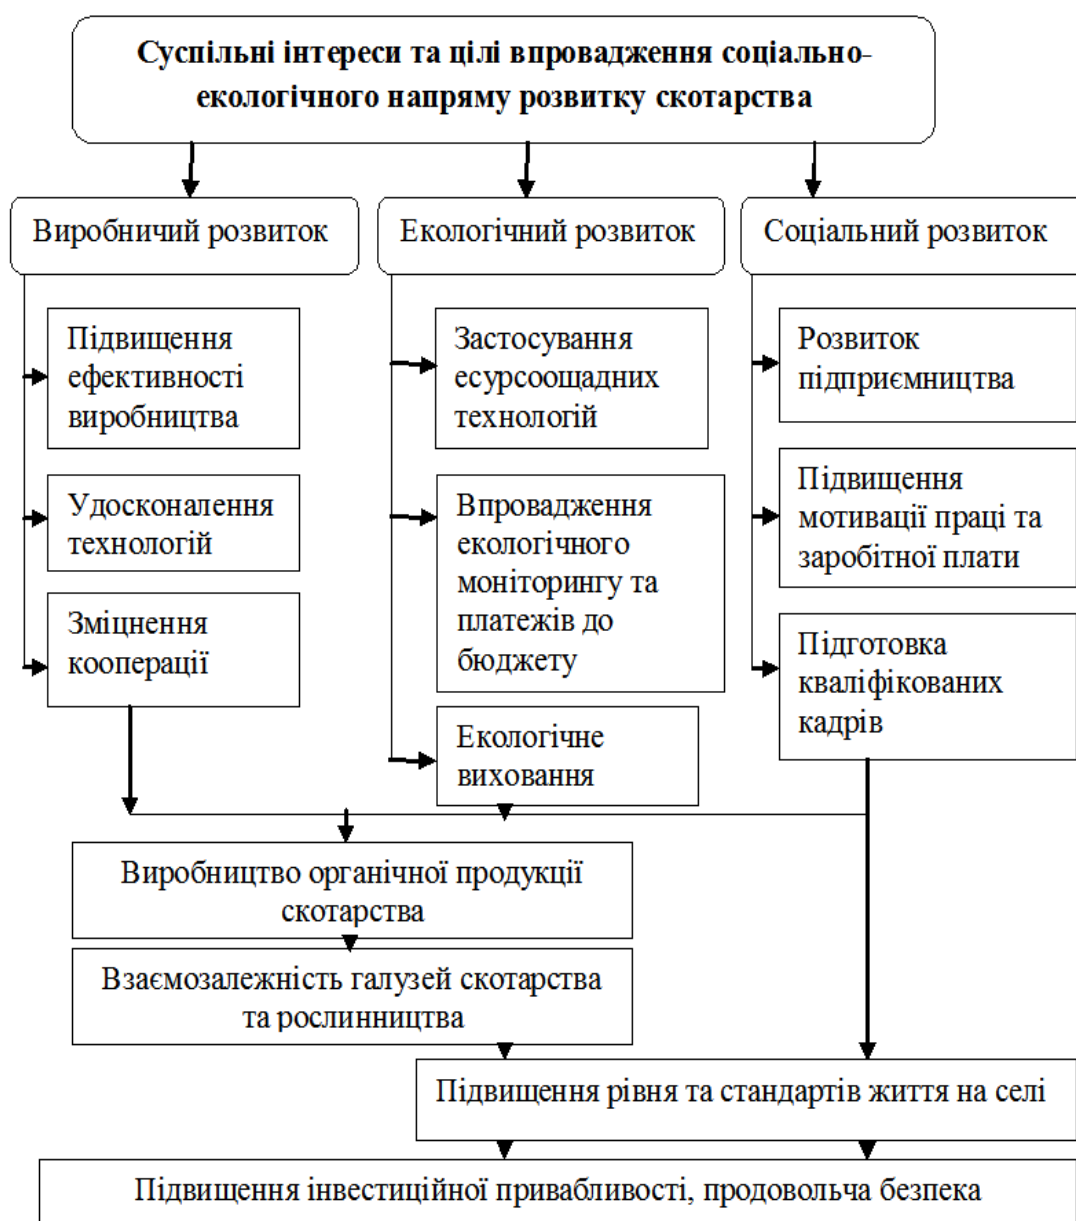 Суспільні інтереси та цілі впровадження соціально-
екологічного напряму розвитку скотарства
Виробничий розвиток
Екологічний розвиток
Соціальний розвиток
Підвищення
ефективності
виробництва
Удосконалення
технологій
Зміцнення
кооперації
Застосування
есурсоощадних
технологій
Впровадження
екологічного
моніторингу та
платежів до
бюджету
Екологічне
виховання
Розвиток
підприємництва
Підвищення
мотивації праці та
заробітної плати
Підготовка
кваліфікованих
кадрів
Виробництво органічної продукції
скотарства
Взаємозалежність галузей скотарства
та рослинництва
Підвищення рівня та стандартів життя на селі
Підвищення інвестиційної привабливості, продовольча безпека